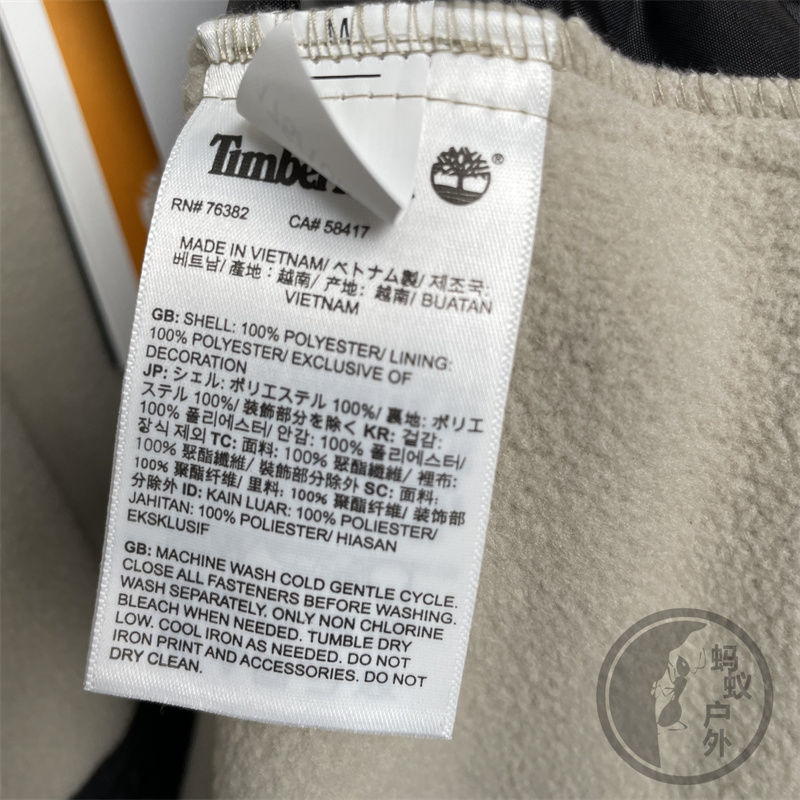 M
Timber
®
RN# 76382 CA# 58417
MADE IN VIETNAM/ ベトナム製/ 제조국:
베트남/ 產地：越南/ 产地：越南/ BUATAN
VIETNAM
GB: SHELL: 100% POLYESTER/ LINING:
100% POLYESTER/ EXCLUSIVE OF
DECORATION
JP: シェル: ポリエステル 100%/ 裏地: ポリエ
ステル 100%/ 装飾部分を除く KR: 겉감:
100% 폴리에스터/ 안감: 100% 폴리에스터/
장식 제외 TC: 面料:
100% 聚酯纖維/ 裡布:
100% 聚酯纖維/ 裝飾部分除外 SC: 面料:
100% 聚酯纤维/ 里料: 100% 聚酯纤维/ 装饰部
分除外 ID: KAIN LUAR: 100% POLIESTER/
JAHITAN: 100% POLIESTER/ HIASAN
EKSKLUSIF
GB: MACHINE WASH COLD GENTLE CYCLE.
CLOSE ALL FASTENERS BEFORE WASHING.
WASH SEPARATELY. ONLY NON CHLORINE
BLEACH WHEN NEEDED. TUMBLE DRY
LOW. COOL IRON AS NEEDED. DO NOT
IRON PRINT AND ACCESSORIES. DO NOT
DRY CLEAN.
蚂蚁户外